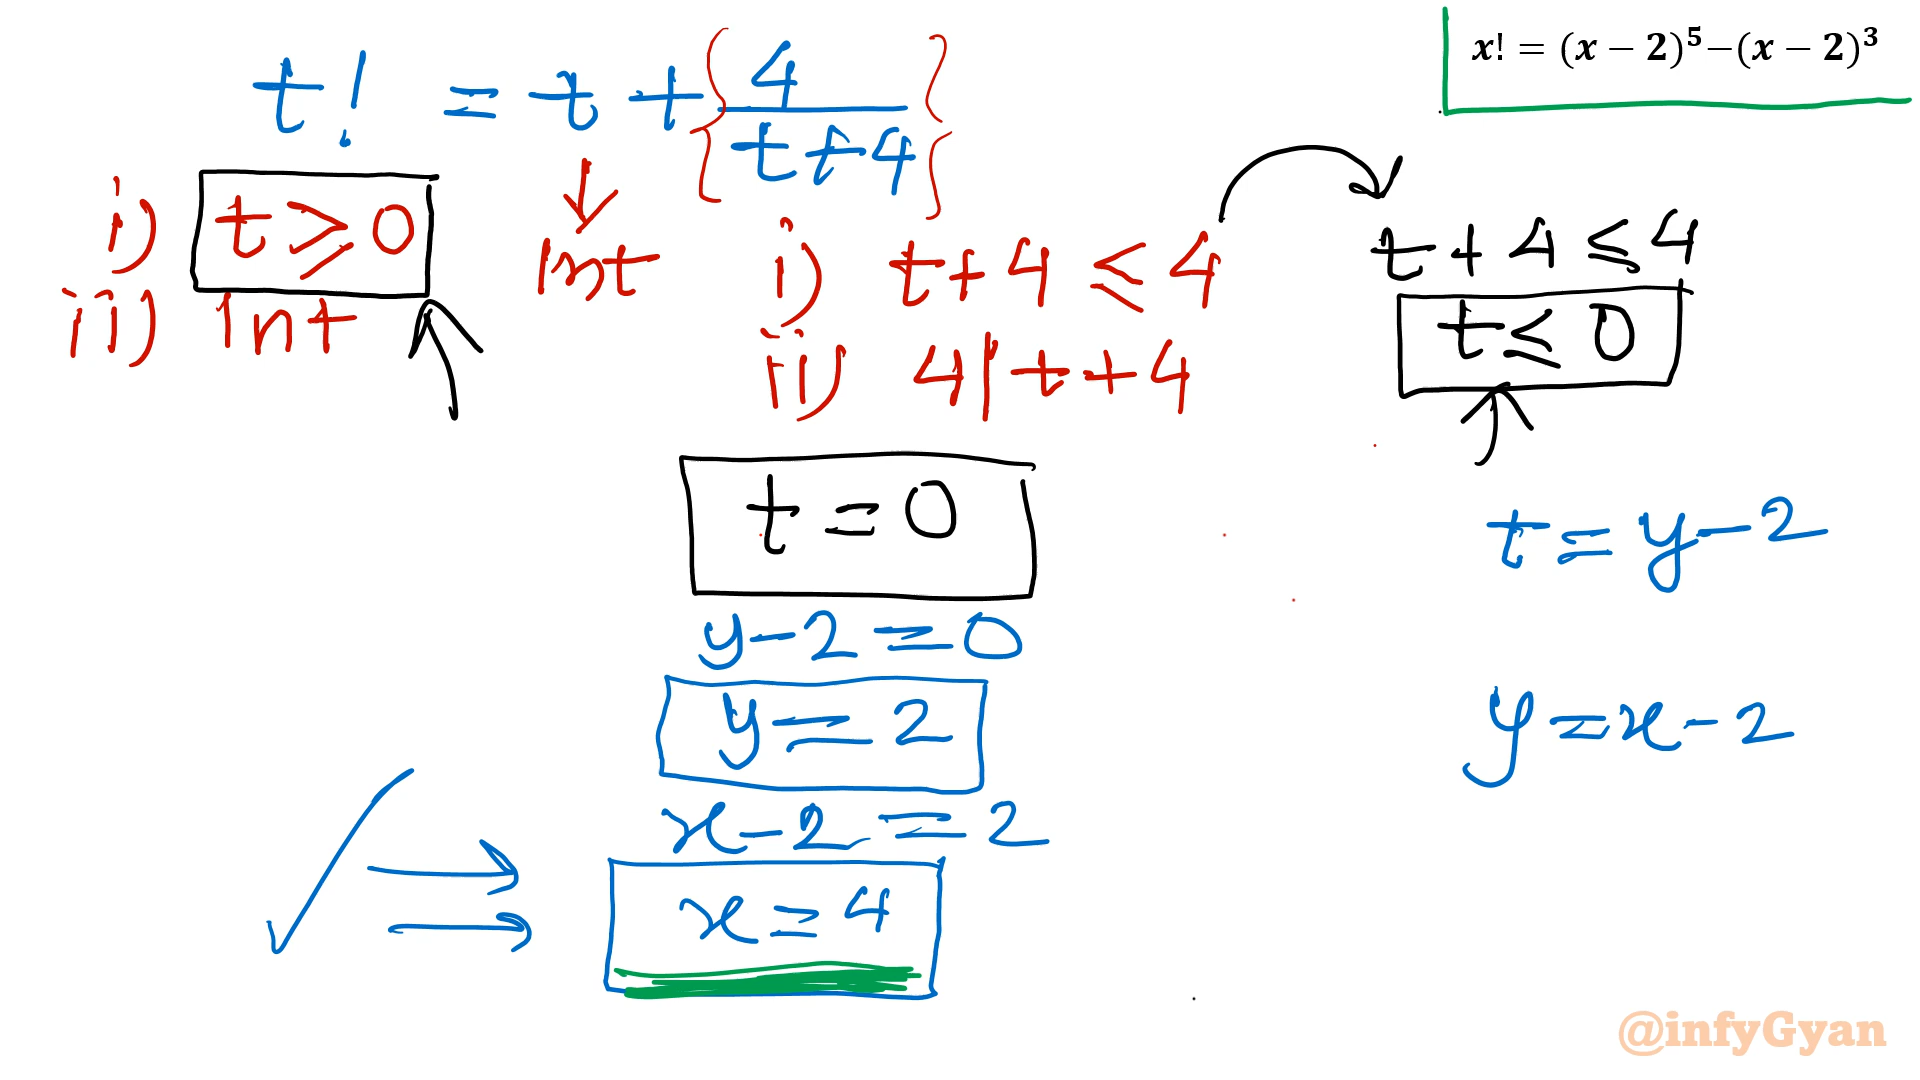 x! = (x − 2)⁵−(x − 2)³
t! = t + {4/(t+4)}
i) t ≥ 0
ii) Int
Int
i) t + 4 ≤ 4
ii) 4 | t + 4
t + 4 ≤ 4
t ≤ 0
t = 0
t = y − 2
y − 2 = 0
y = 2
y = x − 2
x − 2 = 2
x = 4
@infyGyan